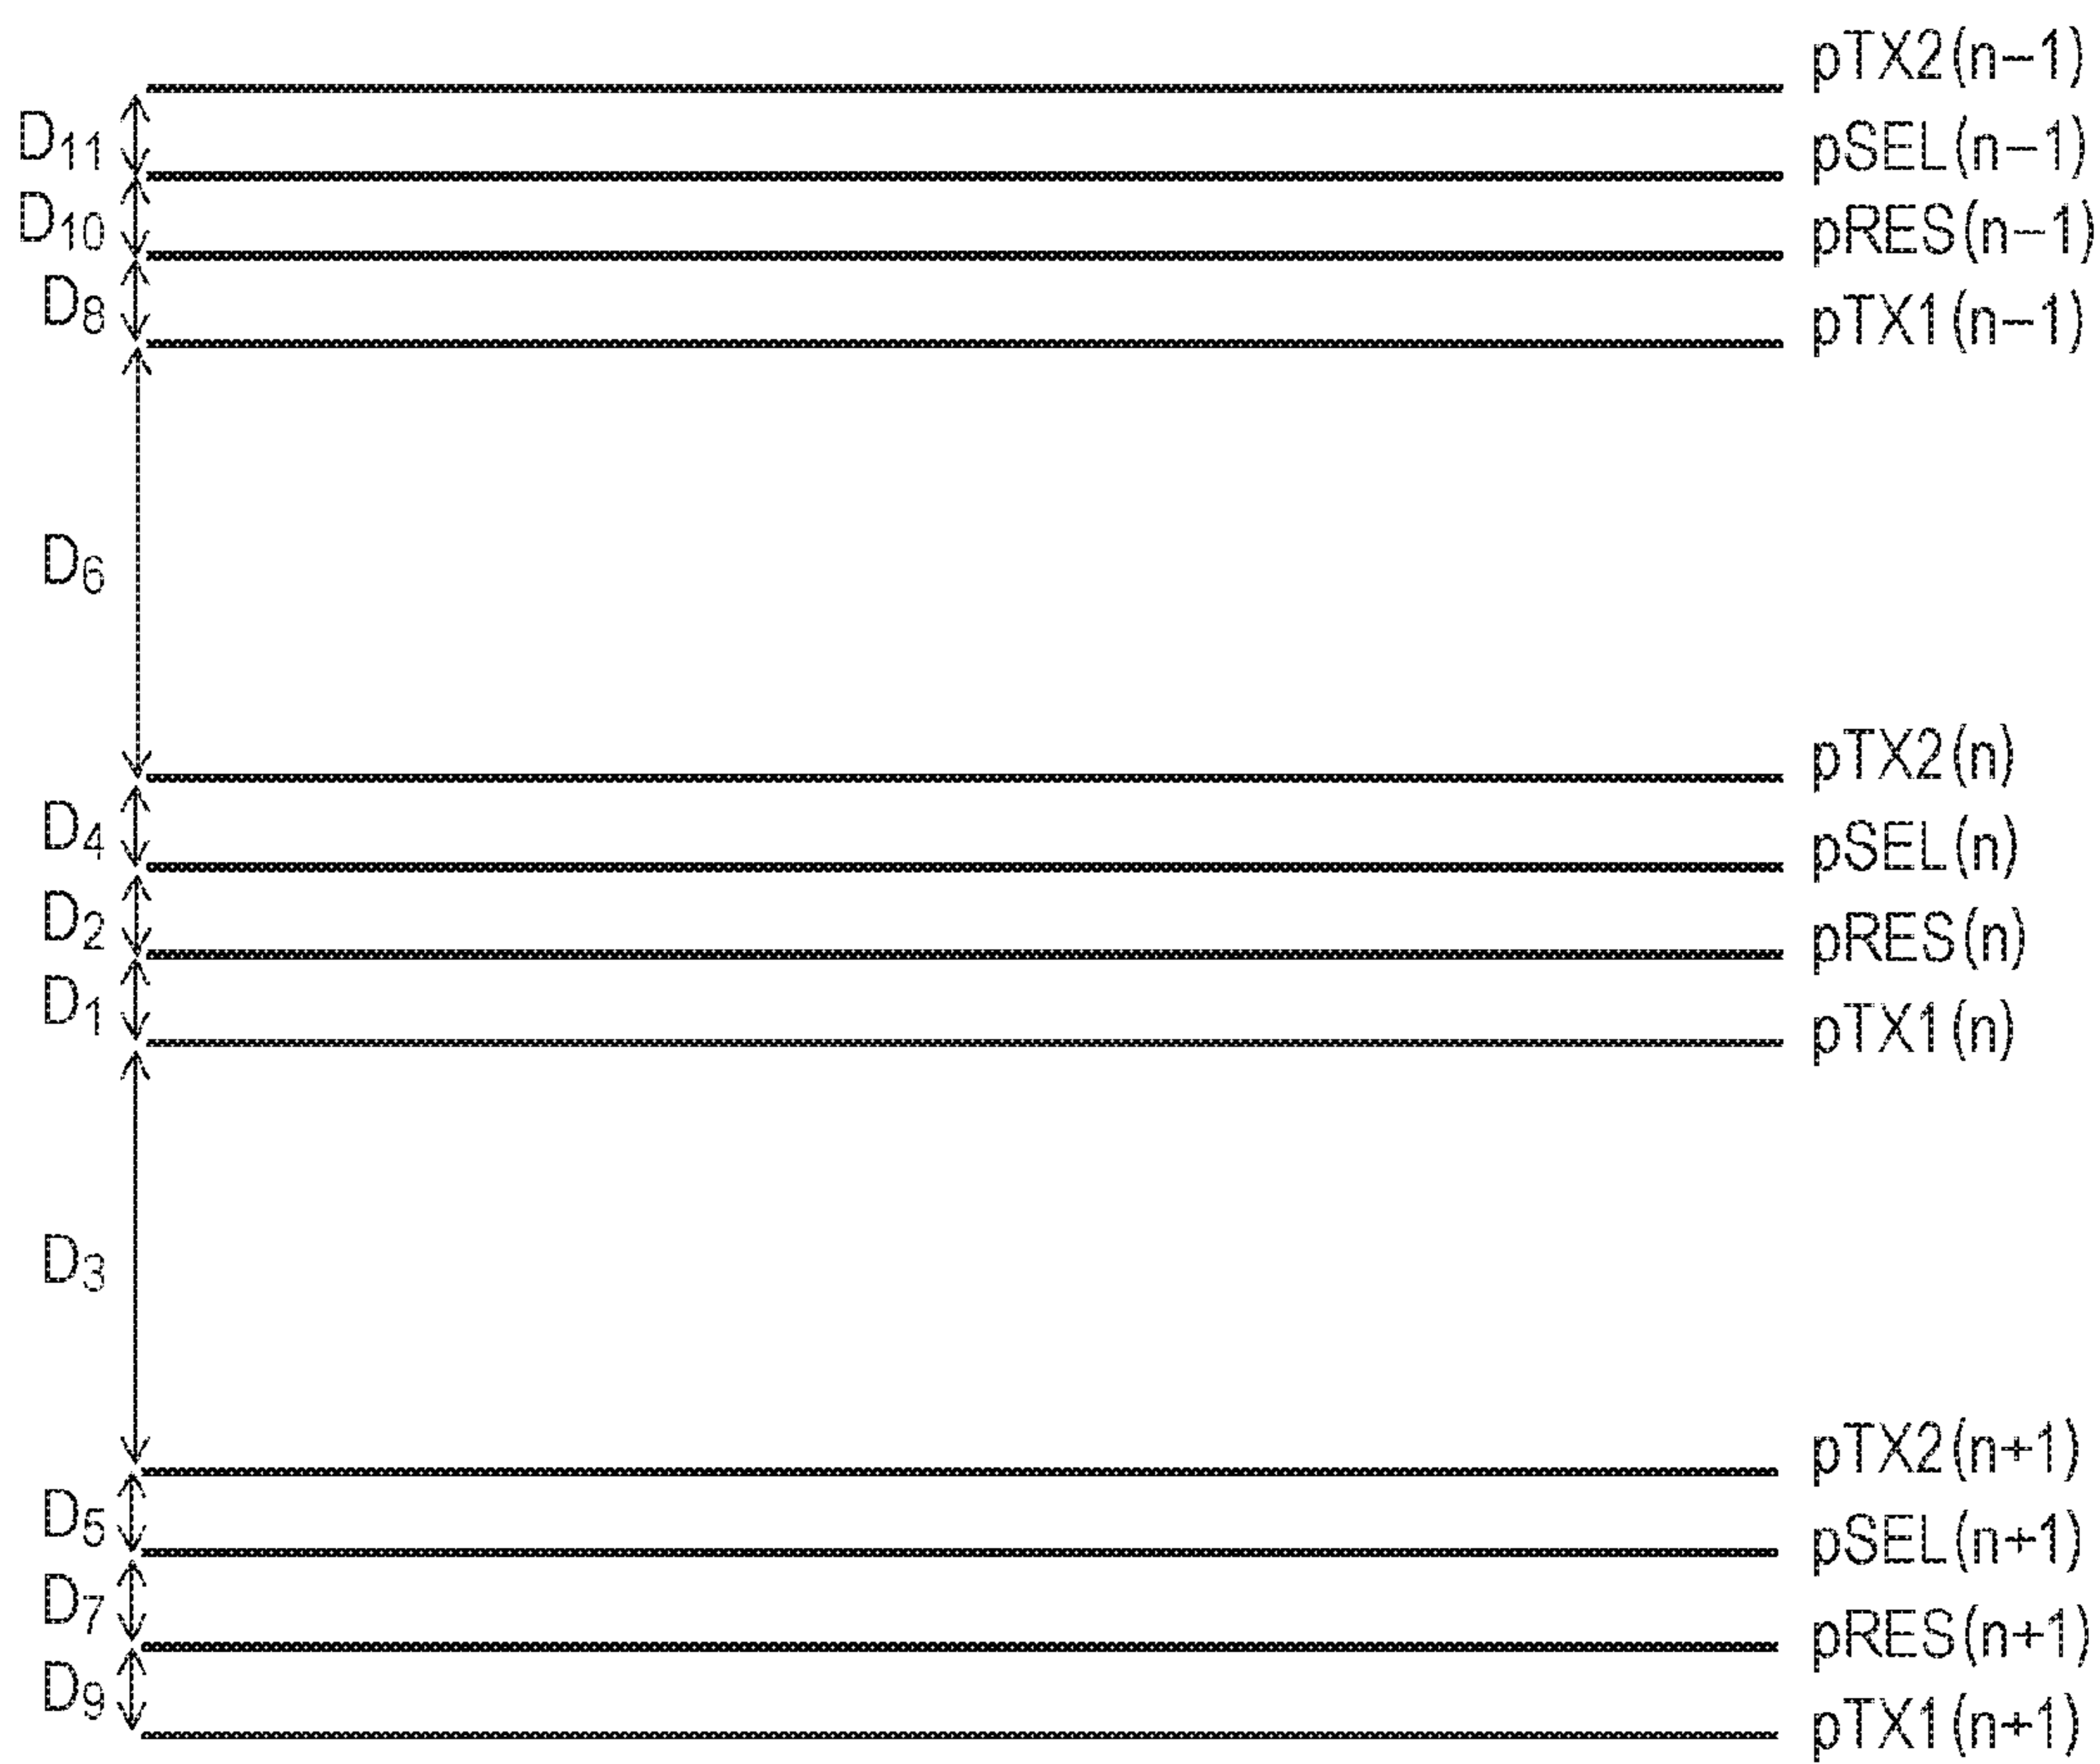 pTX2(n−1)
D11
pSEL(n−1)
D10
pRES(n−1)
D8
pTX1(n−1)
D6
pTX2(n)
D4
pSEL(n)
D2
pRES(n)
D1
pTX1(n)
D3
pTX2(n+1)
D5
pSEL(n+1)
D7
pRES(n+1)
D9
pTX1(n+1)